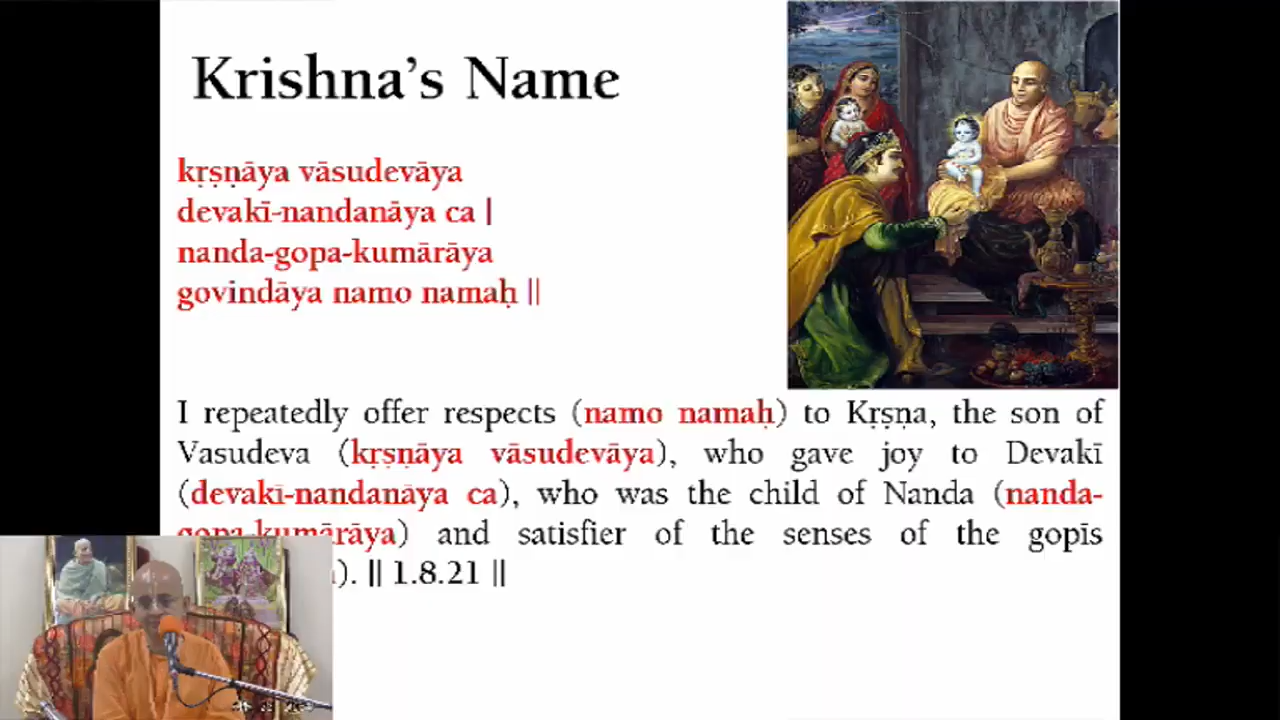 Krishna's Name
kṛṣṇāya vāsudevāya
devakī-nandanāya ca |
nanda-gopa-kumārāya
govindāya namo namaḥ ||
I repeatedly offer respects (namo namaḥ) to Kṛṣṇa, the son of
Vasudeva (kṛṣṇāya vāsudevāya), who gave joy to Devakī
(devakī-nandanāya ca), who was the child of Nanda (nanda-
gopa-kumārāya) and satisfier of the senses of the gopīs
). || 1.8.21 ||